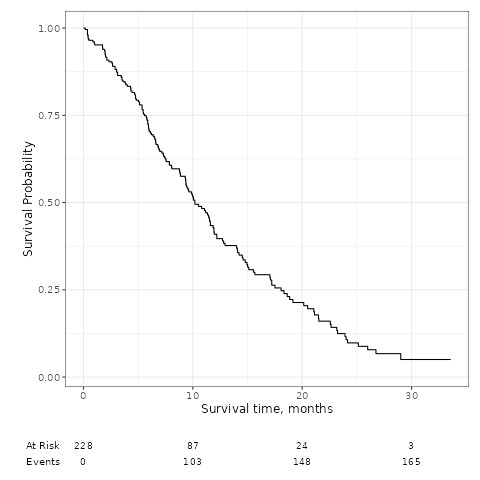 1.00
0.75
0.50
0.25
0.00
Survival Probability
0 10 20 30
Survival time, months
At Risk 228 87 24 3
Events 0 103 148 165